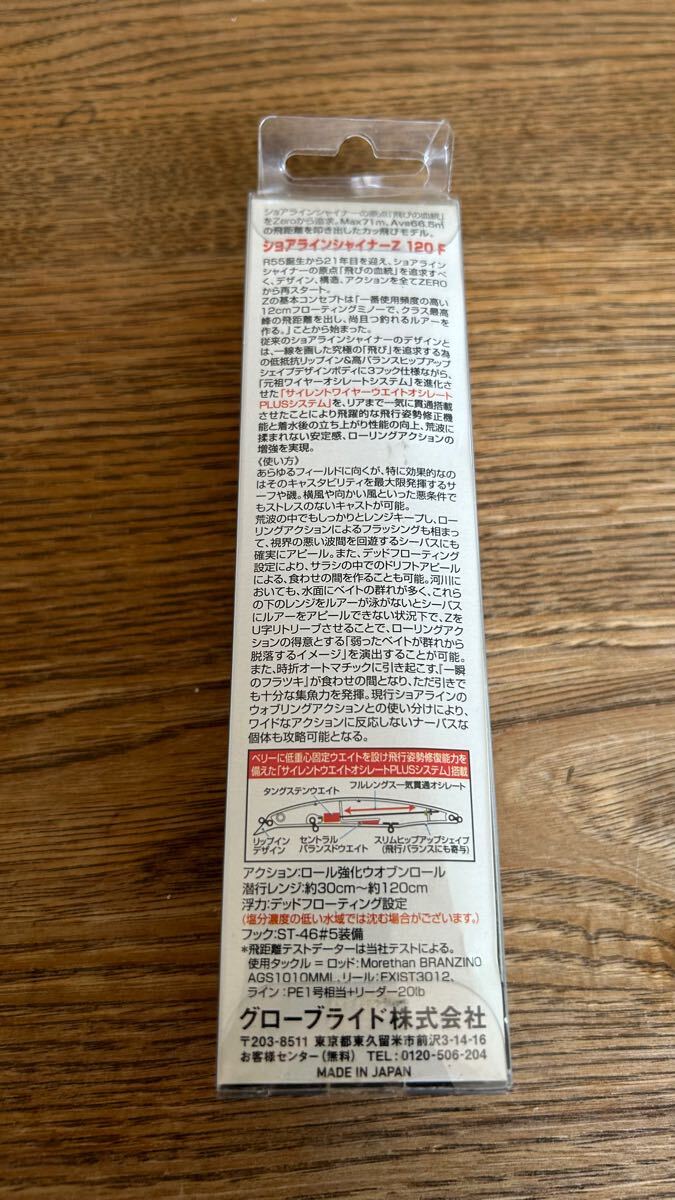 ショアラインシャイナーの原点「飛びの血統」
をZeroから追求。Max71m、Ave66.5m
の飛距離を叩き出したカッ飛びモデル。
ショアラインシャイナーZ 120 F
R55誕生から21年目を迎え、ショアライン
シャイナーの原点「飛びの血統」を追求すべ
く、デザイン、構造、アクションを全てZERO
から再スタート。
Zの基本コンセプトは「一番使用頻度の高い
12cmフローティングミノーで、クラス最高
峰の飛距離を出し、尚且つ釣れるルアーを
作る。」ことから始まった。
従来のショアラインシャイナーのデザインと
は、一線を画した究極の「飛び」を追求する為
の低抵抗リップイン&高バランスヒップアップ
シェイプデザインボディに3フック仕様ながら、
「元祖ワイヤーオシレートシステム」を進化さ
せた「サイレントワイヤーウエイトオシレート
PLUSシステム」を、リアまで一気に貫通搭載
させたことにより飛躍的な飛行姿勢修正機
能と着水後の立ち上がり性能の向上、荒波に
揉まれない安定感、ローリングアクションの
増強を実現。
《使い方》
あらゆるフィールドに向くが、特に効果的なの
はそのキャスタビリティを最大限発揮するサ
ーフや磯。横風や向かい風といった悪条件で
もストレスのないキャストが可能。
荒波の中でもしっかりとレンジキープし、ロー
リングアクションによるフラッシングも相まっ
て、視界の悪い波間を回遊するシーバスにも
確実にアピール。また、デッドフローティング
設定により、サラシの中でのドリフトアピール
による、食わせの間を作ることも可能。河川に
おいても、水面にベイトの群れが多く、これら
の下のレンジをルアーが泳がないとシーバス
にルアーをアピールできない状況下で、Zを
U字リトリーブさせることで、ローリングアク
ションの得意とする「弱ったベイトが群れから
脱落するイメージ」を演出することが可能。
また、時折オートマチックに引き起こす、「一瞬
のフラツキ」が食わせの間となり、ただ引きで
も十分な集魚力を発揮。現行ショアラインの
ウォブリングアクションとの使い分けにより、
ワイドなアクションに反応しないナーバスな
個体も攻略可能となる。
ベリーに低重心固定ウエイトを設け飛行姿勢修復能力を
備えた「サイレントウエイトオシレートPLUSシステム」搭載
タングステンウエイト フルレングス一気貫通オシレート
リップイン セントラル スリムヒップアップシェイプ
デザイン バランスドウエイト (飛行バランスにも寄与)
アクション:ロール強化ウオブンロール
潜行レンジ:約30cm〜約120cm
浮力:デッドフローティング設定
(塩分濃度の低い水域では沈む場合がございます。)
フック:ST-46#5装備
*飛距離テストデーターは当社テストによる。
使用タックル = ロッド:Morethan BRANZINO
AGS1010MML、リール:EXIST3012、
ライン:PE1号相当+リーダー20lb
グローブライド株式会社
〒203-8511 東京都東久留米市前沢3-14-16
お客様センター(無料) TEL:0120-506-204
MADE IN JAPAN